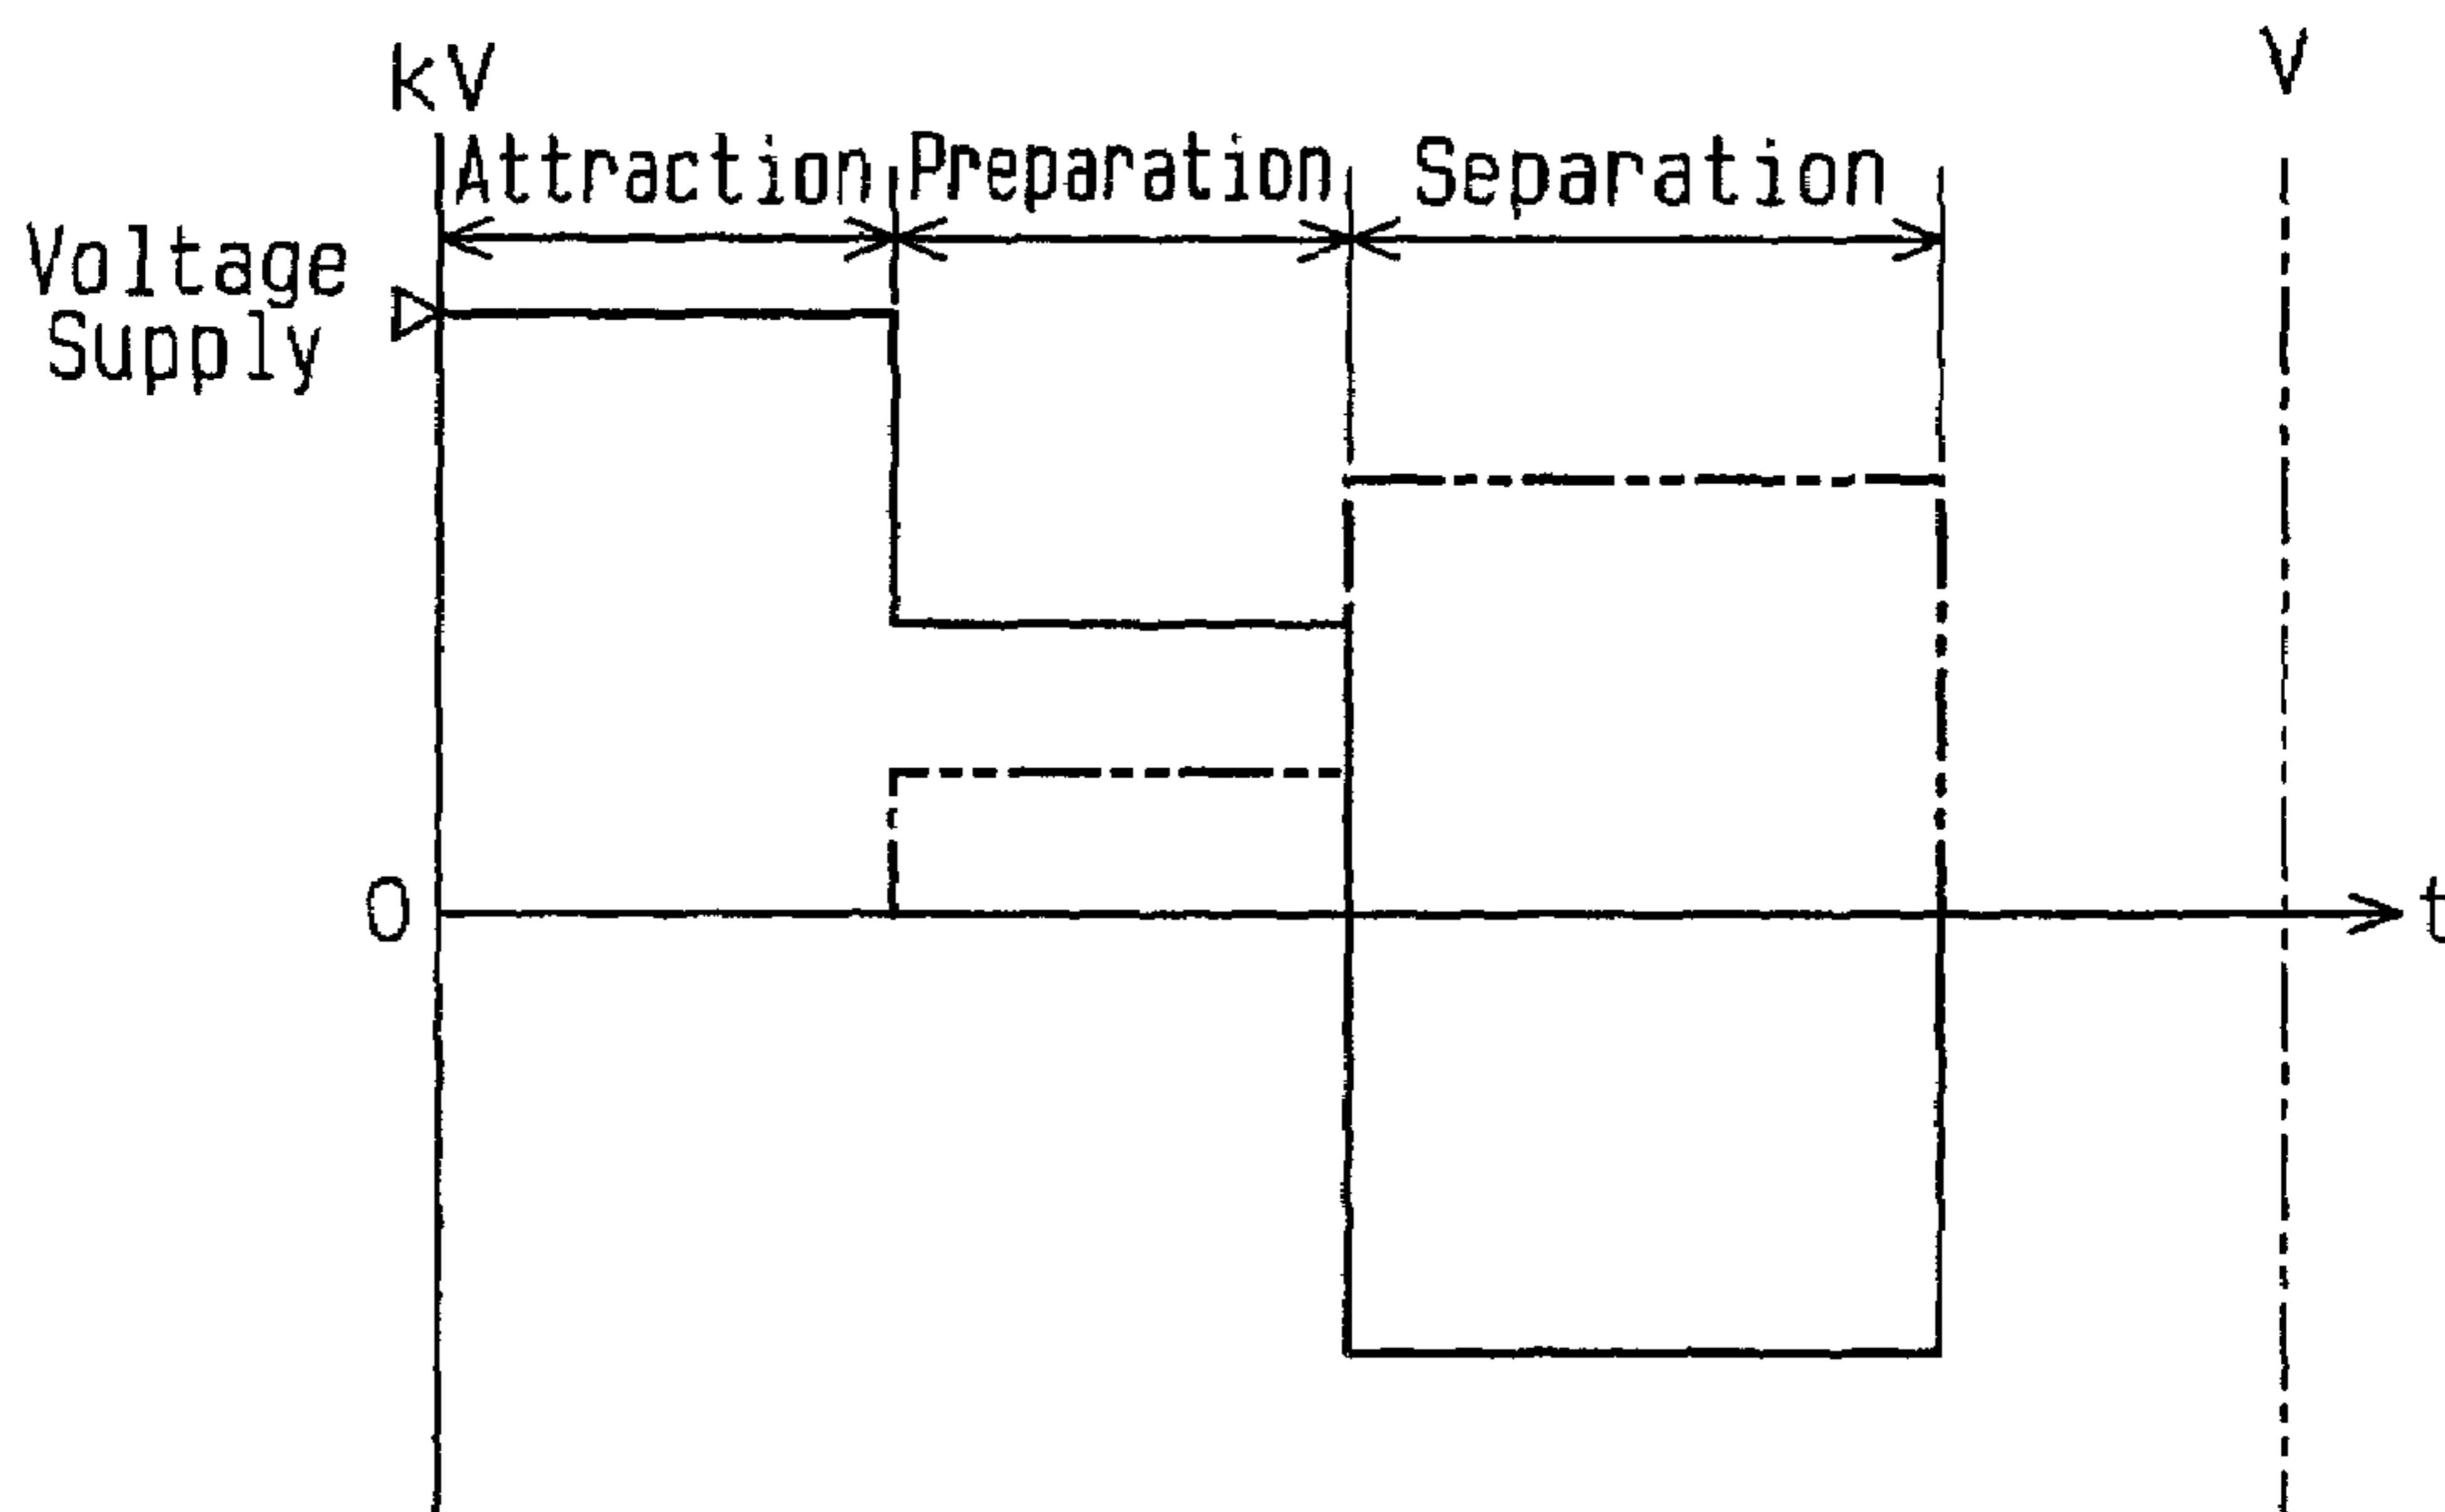 kV
V
Attraction Preparation Separation
Voltage
Supply
0
t